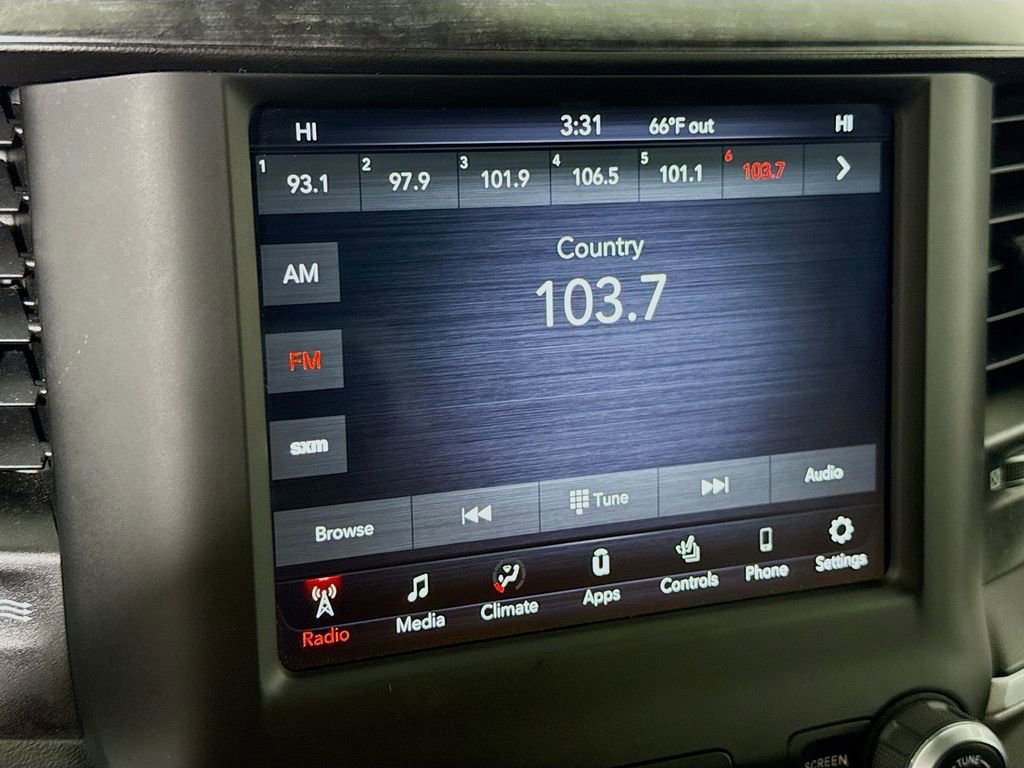 HI 3:31 66°F out HI
1 93.1 2 97.9 3 101.9 4 106.5 5 101.1 6 103.7
Country
103.7
AM
FM
sxm
Browse Tune Audio
Radio Media Climate Apps Controls Phone Settings
SCREEN TUNE